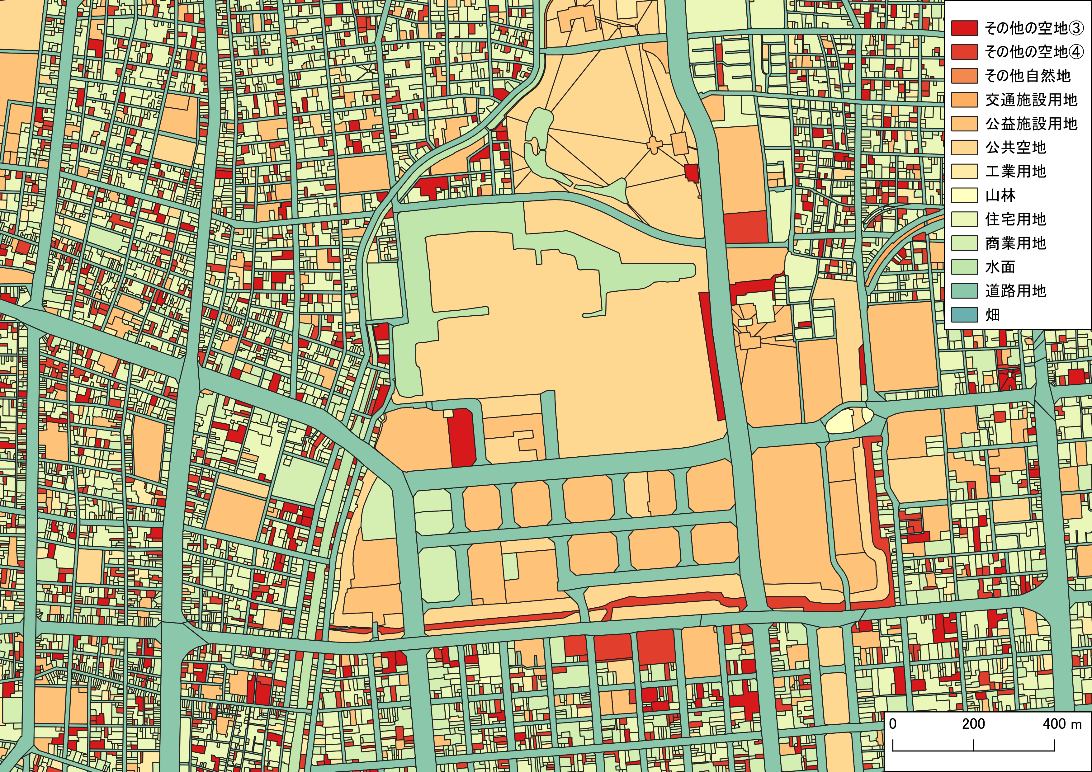 その他の空地③
その他の空地④
その他自然地
交通施設用地
公益施設用地
公共空地
工業用地
山林
住宅用地
商業用地
水面
道路用地
畑
0 200 400 m